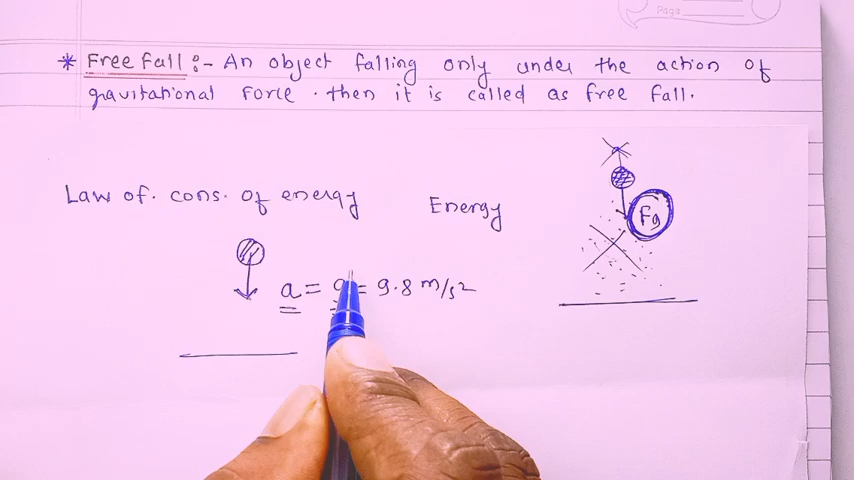 Page
* Free Fall :- An object falling only under the action of
gravitational Force . then it is called as free fall.
Law of. cons. of energy
Energy
Fg
a = g = 9.8 m/s2